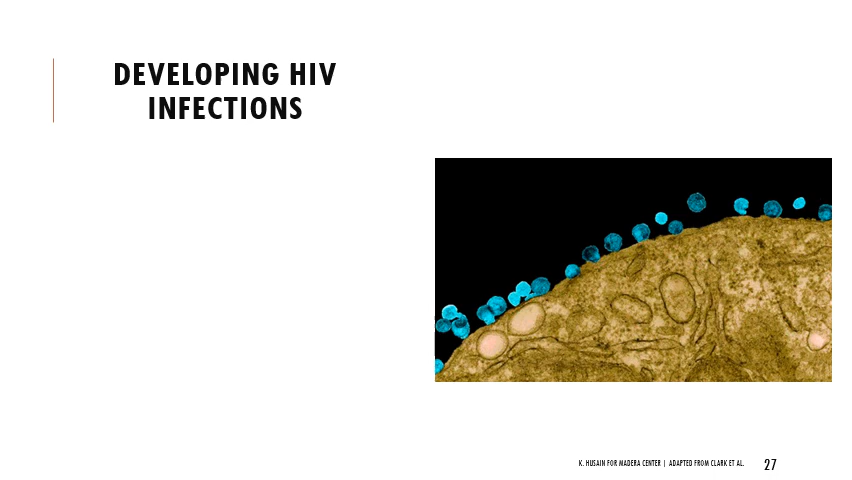 DEVELOPING HIV
INFECTIONS
K. HUSAIN FOR MADERA CENTER | ADAPTED FROM CLARK ET AL.
27